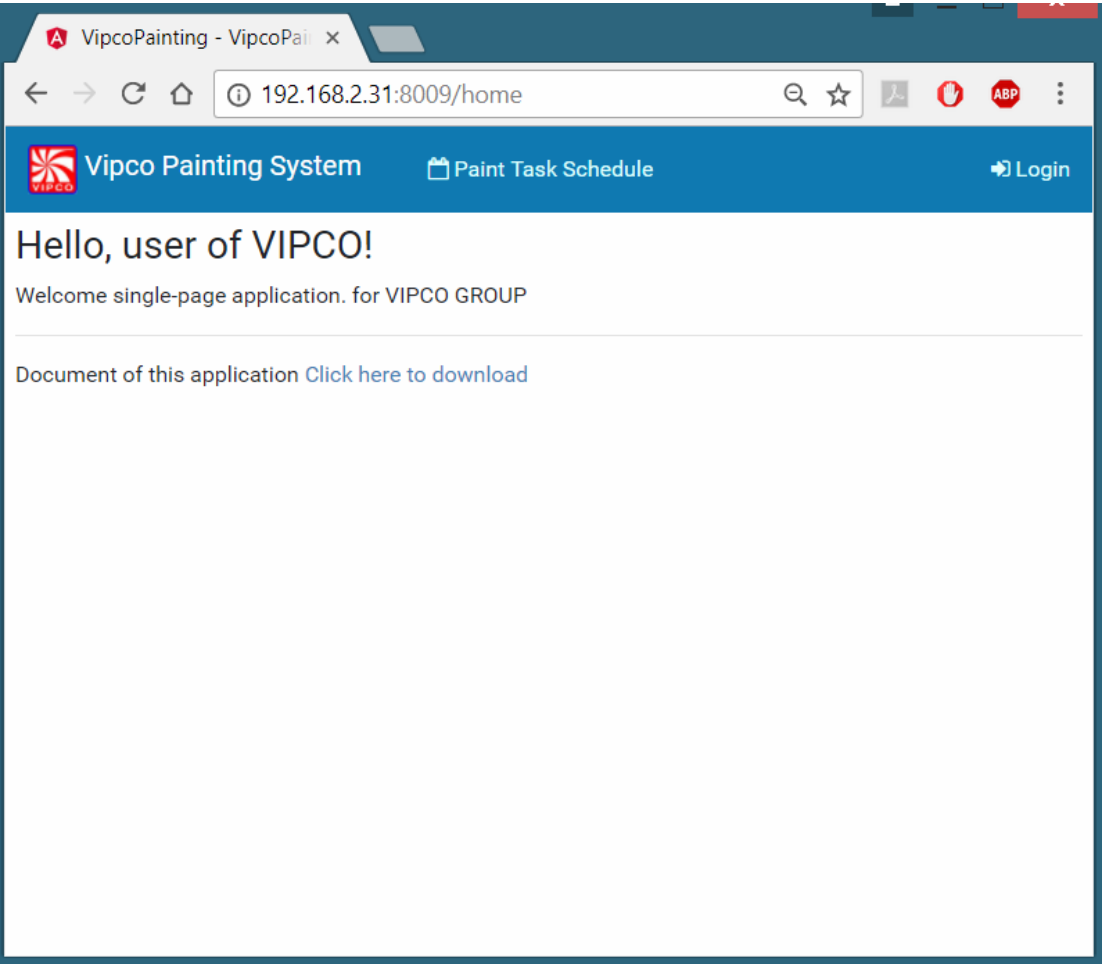 VipcoPainting - VipcoPai
192.168.2.31:8009/home
ABP
VIPCO
Vipco Painting System
Paint Task Schedule
Login
Hello, user of VIPCO!
Welcome single-page application. for VIPCO GROUP
Document of this application Click here to download